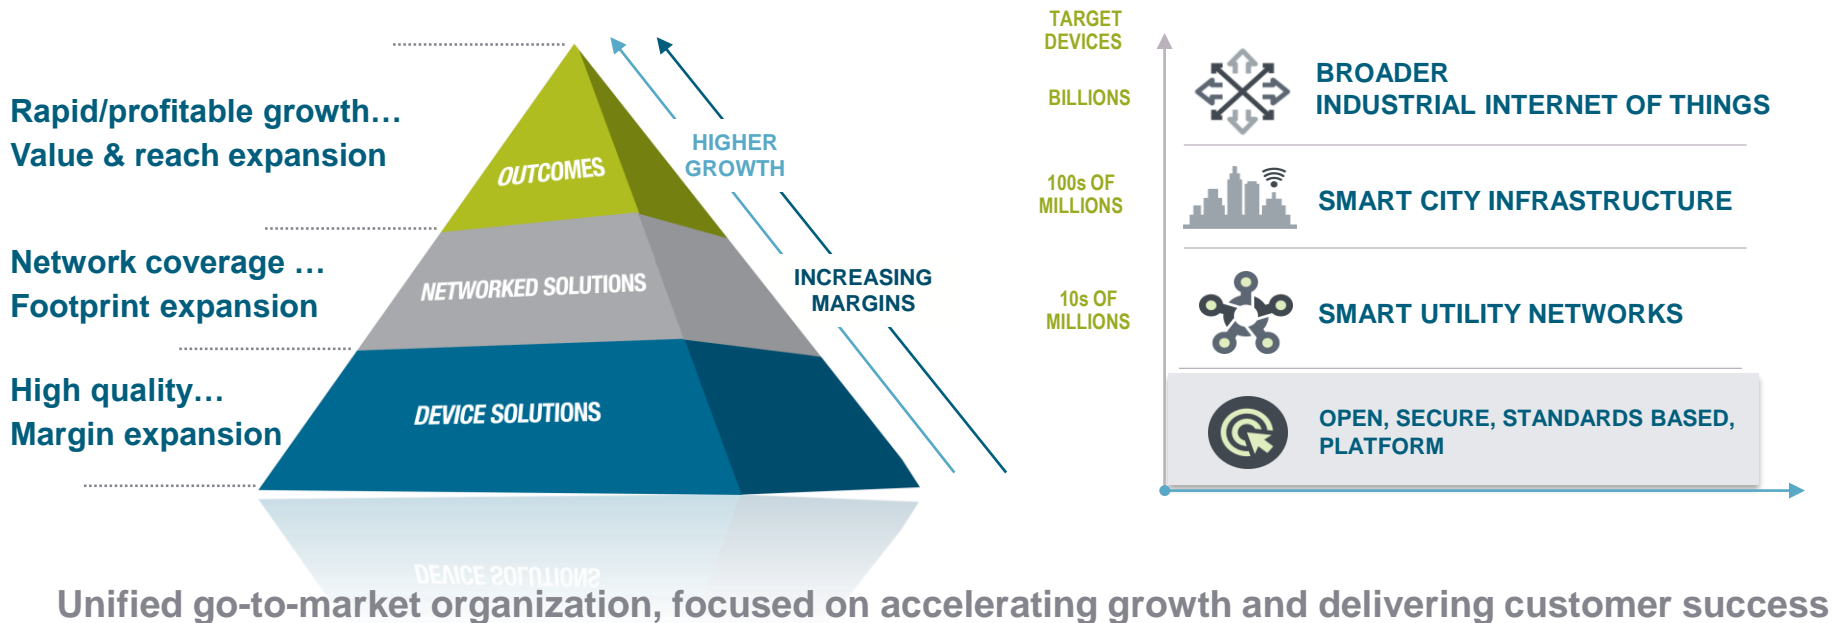 Rapid/profitable growth…
Value & reach expansion
Network coverage …
Footprint expansion
High quality…
Margin expansion
OUTCOMES
NETWORKED SOLUTIONS
DEVICE SOLUTIONS
HIGHER
GROWTH
INCREASING
MARGINS
DEVICE SOLUTIONS
TARGET
DEVICES
BILLIONS
BROADER
INDUSTRIAL INTERNET OF THINGS
100s OF
MILLIONS
SMART CITY INFRASTRUCTURE
10s OF
MILLIONS
SMART UTILITY NETWORKS
OPEN, SECURE, STANDARDS BASED,
PLATFORM
Unified go-to-market organization, focused on accelerating growth and delivering customer success